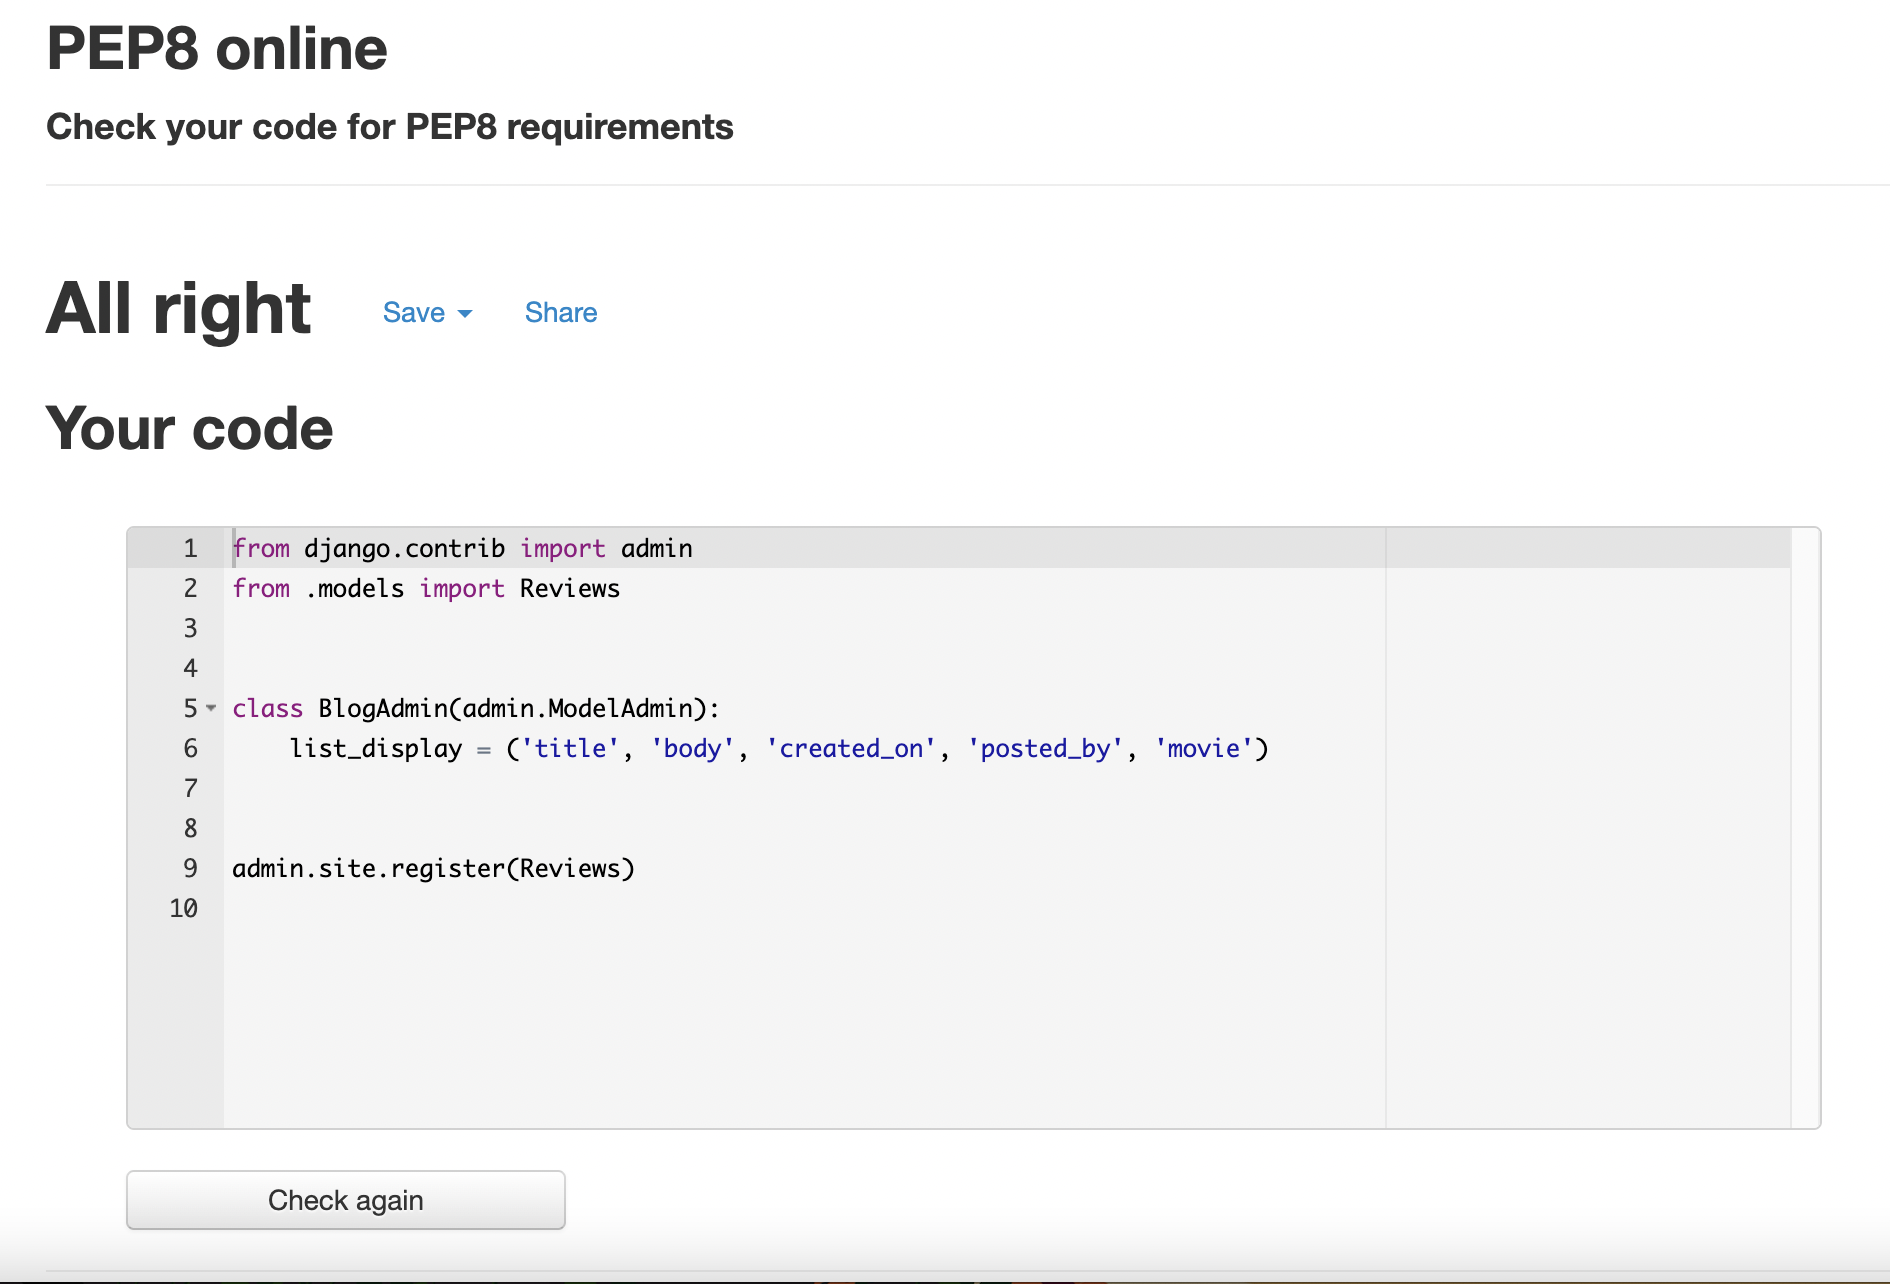 PEP8 online
Check your code for PEP8 requirements
All right Save Share
Your code
1 from django.contrib import admin
2 from .models import Reviews
3
4
5 class BlogAdmin(admin.ModelAdmin):
6     list_display = ('title', 'body', 'created_on', 'posted_by', 'movie')
7
8
9 admin.site.register(Reviews)
10
Check again